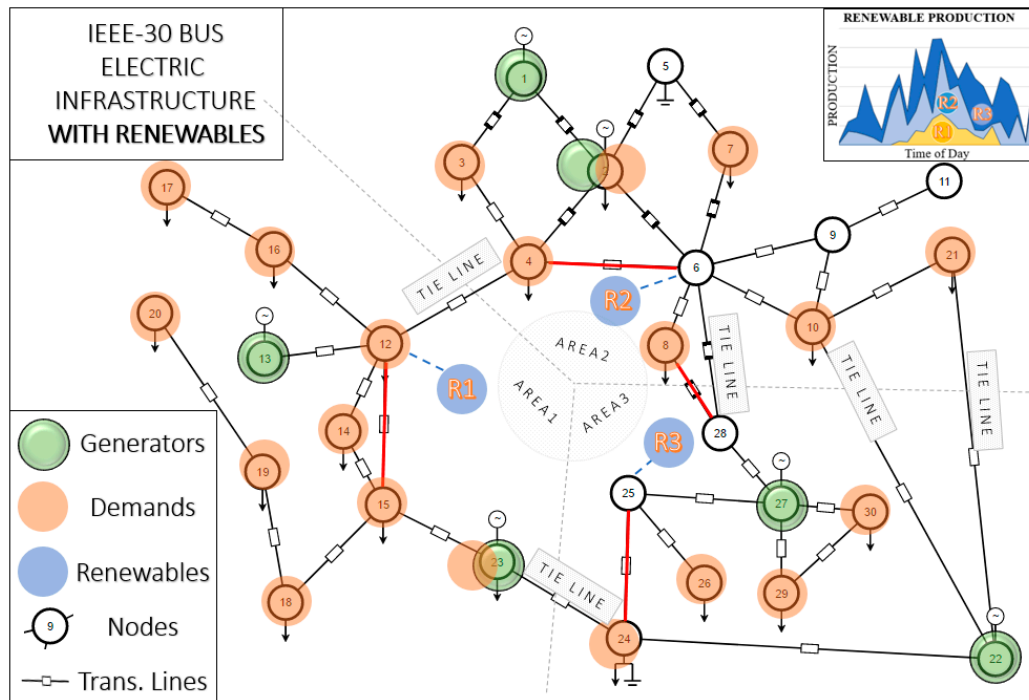 IEEE-30 BUS
ELECTRIC
INFRASTRUCTURE
WITH RENEWABLES
RENEWABLE PRODUCTION
PRODUCTION
R2
R3
R1
Time of Day
~
1
5
~
2
3
7
17
11
16
9
21
4
6
TIE LINE
R2
20
~
13
12
8
10
AREA2
AREA1
AREA3
R1
TIE LINE
TIE LINE
TIE LINE
14
28
R3
19
25
~
27
30
15
~
23
TIE LINE
26
29
18
24
~
22
Generators
Demands
Renewables
9
Nodes
Trans. Lines